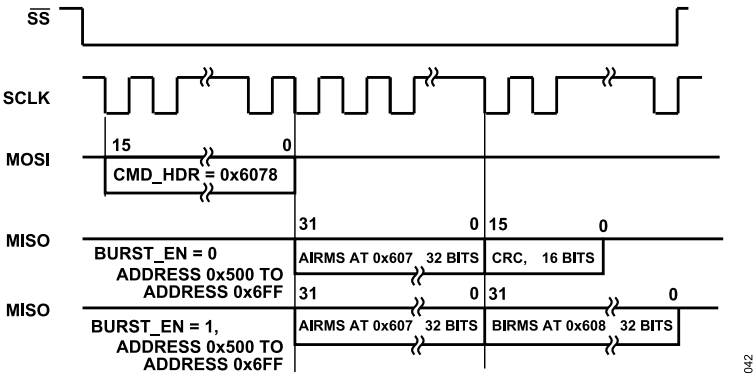 SS
SCLK
15 0
MOSI
CMD_HDR = 0x6078
31 0 15 0
MISO
BURST_EN = 0
ADDRESS 0x500 TO
ADDRESS 0x6FF
AIRMS AT 0x607 32 BITS
CRC, 16 BITS
31 0 31 0
MISO
BURST_EN = 1,
ADDRESS 0x500 TO
ADDRESS 0x6FF
AIRMS AT 0x607 32 BITS
BIRMS AT 0x608 32 BITS
042